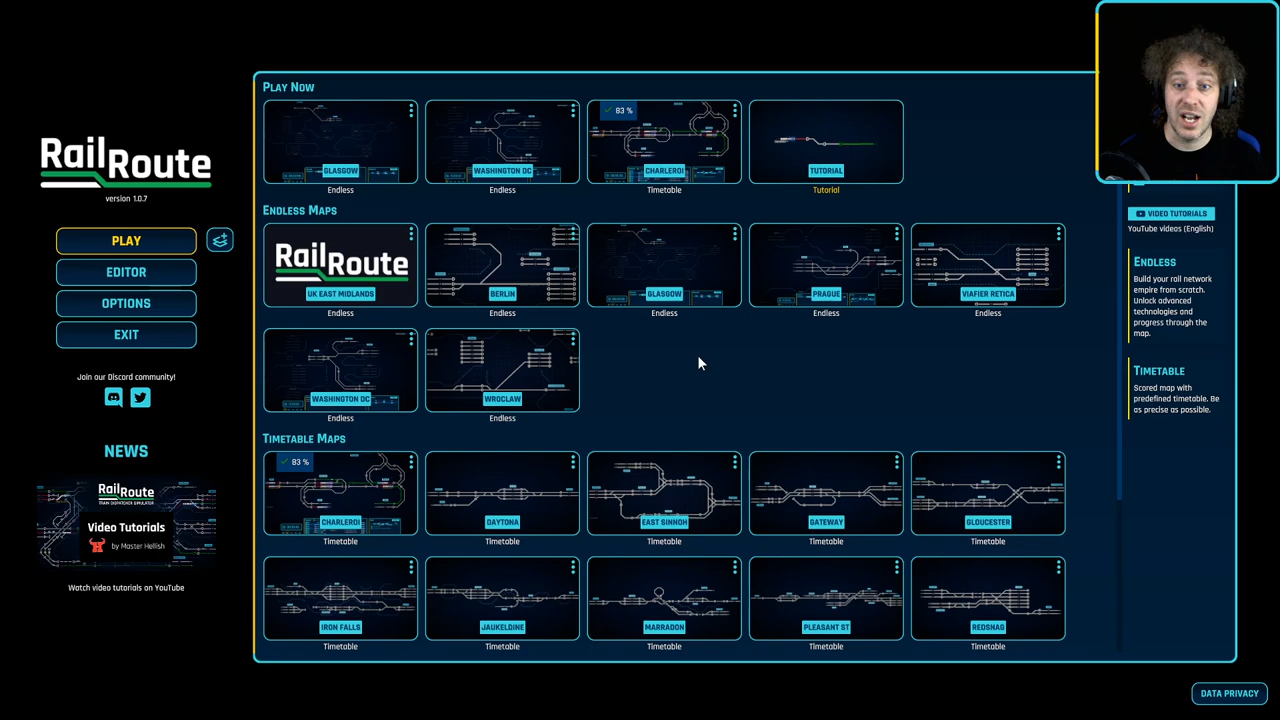 RailRoute
version 1.0.7
PLAY
EDITOR
OPTIONS
EXIT
Join our Discord community!
NEWS
RailRoute
TRAIN DISPATCHER SIMULATOR
Video Tutorials
by Master Hellish
Watch video tutorials on YouTube
PLAY NOW
GLASGOW
Endless
WASHINGTON DC
Endless
83 %
CHARLEROI
Timetable
TUTORIAL
Tutorial
ENDLESS MAPS
RailRoute
UK EAST MIDLANDS
Endless
BERLIN
Endless
GLASGOW
Endless
PRAGUE
Endless
VIAFIER RETICA
Endless
WASHINGTON DC
Endless
WROCLAW
Endless
TIMETABLE MAPS
83 %
CHARLEROI
Timetable
DAYTONA
Timetable
EAST SINNOH
Timetable
GATEWAY
Timetable
GLOUCESTER
Timetable
IRON FALLS
Timetable
JAUKELDINE
Timetable
MARRADON
Timetable
PLEASANT ST
Timetable
REDSNAG
Timetable
VIDEO TUTORIALS
YouTube videos (English)
ENDLESS
Build your rail network
empire from scratch.
Unlock advanced
technologies and
progress through the
map.
TIMETABLE
Scored map with
predefined timetable. Be
as precise as possible.
DATA PRIVACY